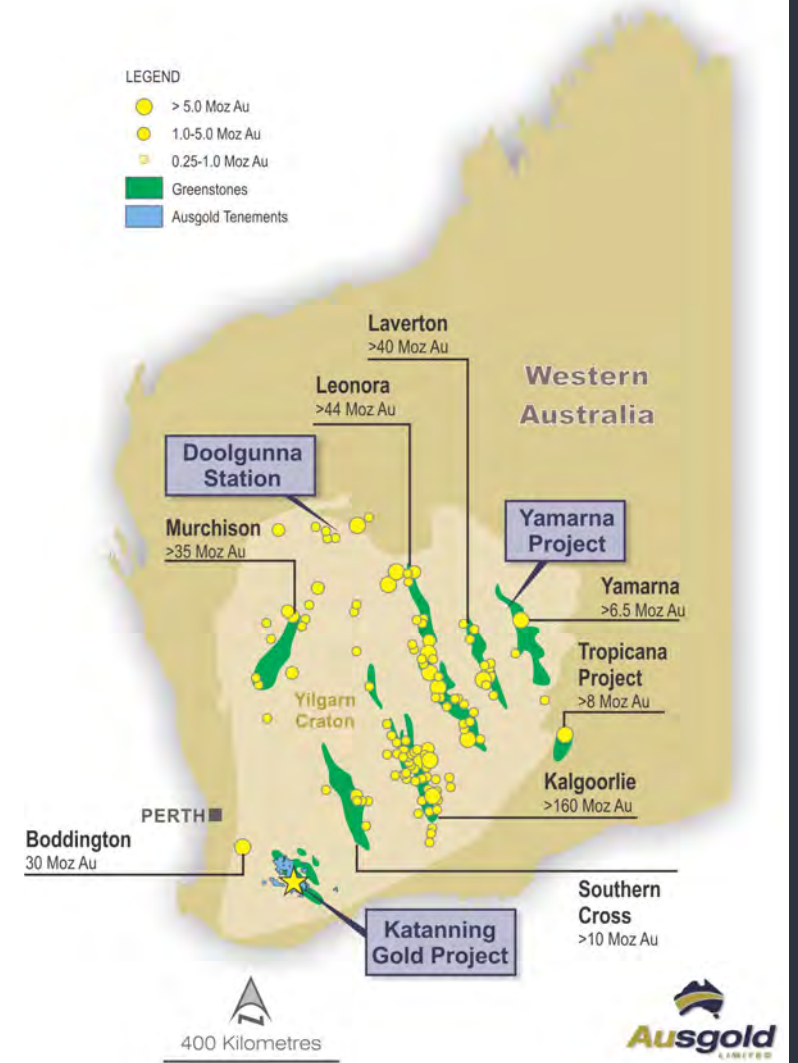 LEGEND
> 5.0 Moz Au
1.0-5.0 Moz Au
0.25-1.0 Moz Au
Greenstones
Ausgold Tenements
Laverton
>40 Moz Au
Western
Australia
Leonora
>44 Moz Au
Doolgunna
Station
Murchison
>35 Moz Au
Yamarna
Project
Yamarna
>6.5 Moz Au
Tropicana
Project
>8 Moz Au
Yilgarn
Craton
Kalgoorlie
>160 Moz Au
PERTH
Boddington
30 Moz Au
Southern
Cross
>10 Moz Au
Katanning
Gold Project
N
400 Kilometres
Ausgold
LIMITED